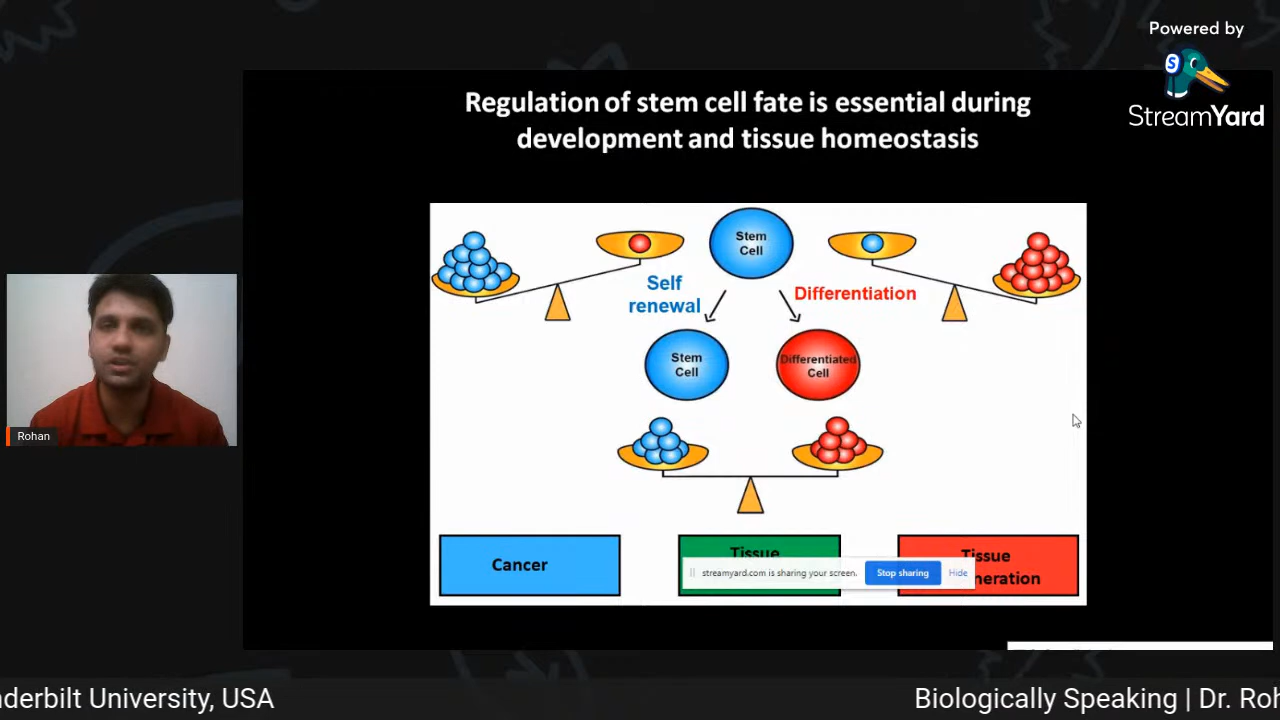 Powered by
S
StreamYard
Regulation of stem cell fate is essential during
development and tissue homeostasis
Stem
Cell
Self
renewal
Differentiation
Stem
Cell
Differentiated
Cell
Rohan
Cancer
Tissue
Tissue
neration
streamyard.com is sharing your screen.
Stop sharing
Hide
nderbilt University, USA
Biologically Speaking | Dr. Roh